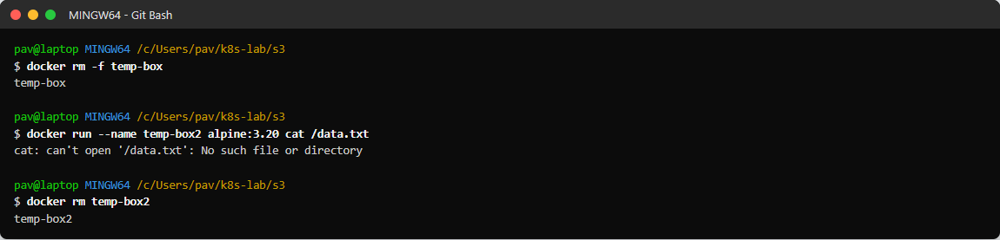 MINGW64 - Git Bash
pav@laptop MINGW64 /c/Users/pav/k8s-lab/s3
$ docker rm -f temp-box
temp-box
pav@laptop MINGW64 /c/Users/pav/k8s-lab/s3
$ docker run --name temp-box2 alpine:3.20 cat /data.txt
cat: can't open '/data.txt': No such file or directory
pav@laptop MINGW64 /c/Users/pav/k8s-lab/s3
$ docker rm temp-box2
temp-box2